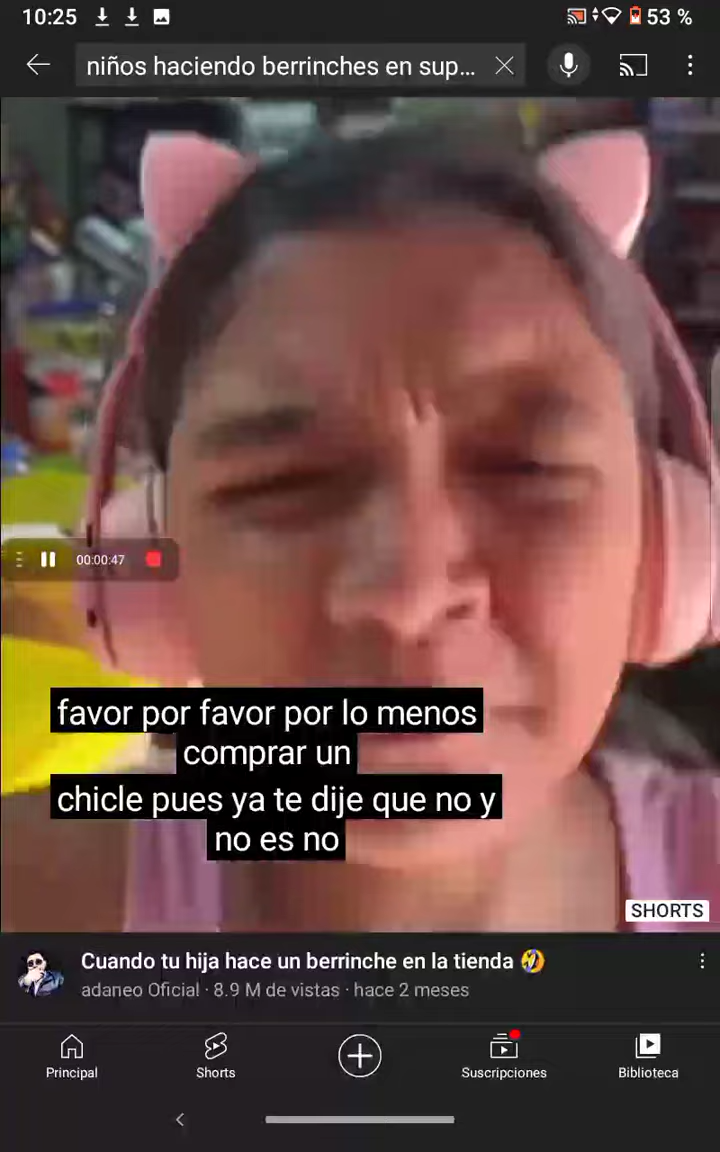 10:25
53 %
niños haciendo berrinches en sup...
00:00:47
favor por favor por lo menos
comprar un
chicle pues ya te dije que no y
no es no
SHORTS
Cuando tu hija hace un berrinche en la tienda 🤣
adaneo Oficial · 8.9 M de vistas · hace 2 meses
Principal
Shorts
Suscripciones
Biblioteca